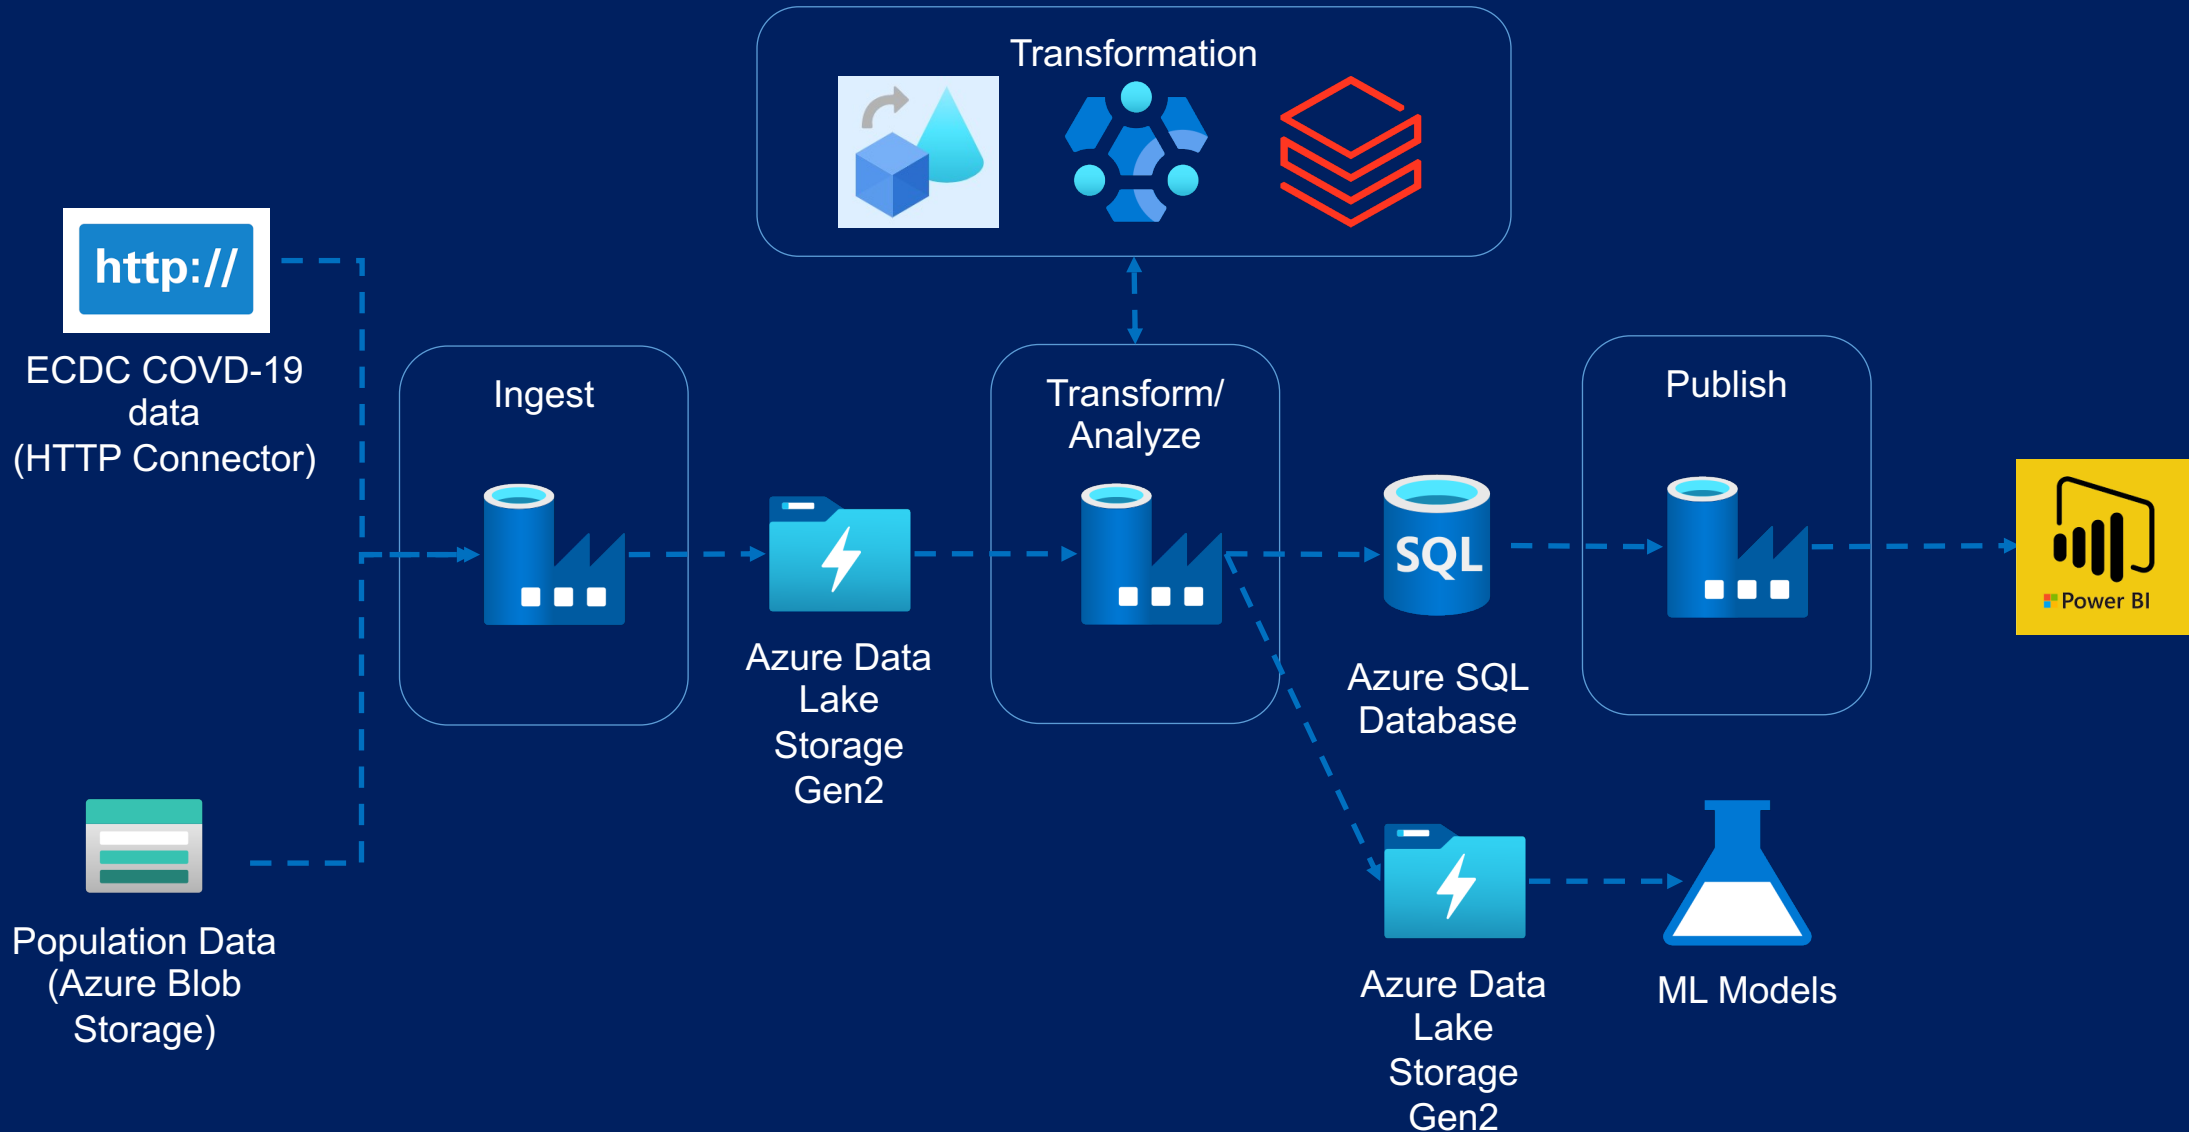 Transformation
http://
ECDC COVD-19
data
(HTTP Connector)
Ingest
Transform/
Analyze
Publish
SQL
Power BI
Azure Data
Lake
Storage
Gen2
Azure SQL
Database
Population Data
(Azure Blob
Storage)
Azure Data
Lake
Storage
Gen2
ML Models